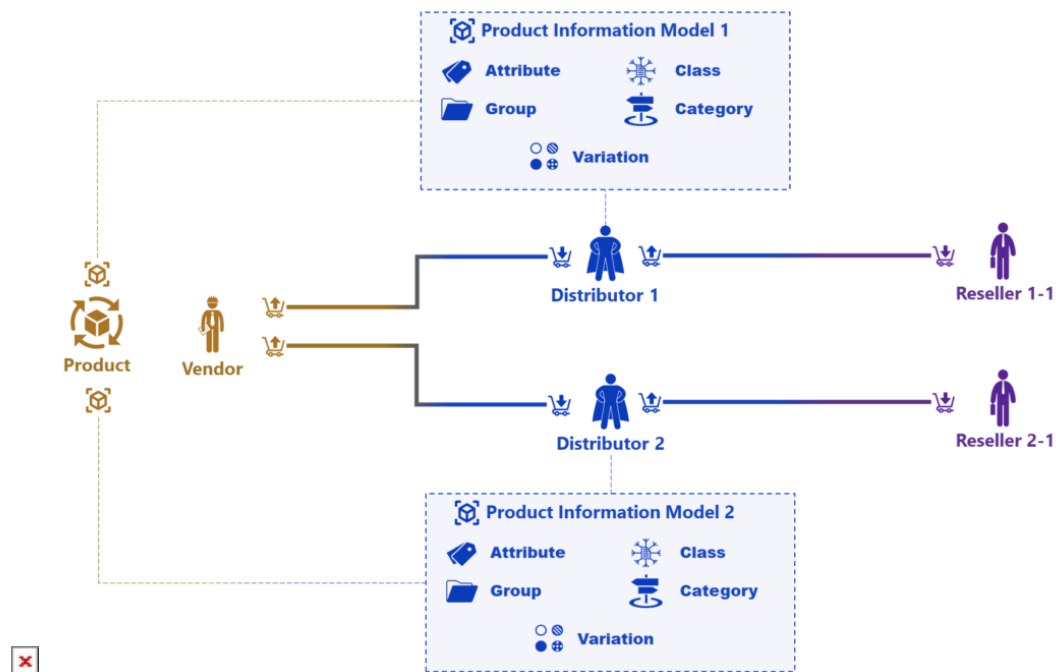 Product Information Model 1
Attribute
Class
Group
Category
Variation
Distributor 1
Reseller 1-1
Product
Vendor
Distributor 2
Reseller 2-1
Product Information Model 2
Attribute
Class
Group
Category
Variation